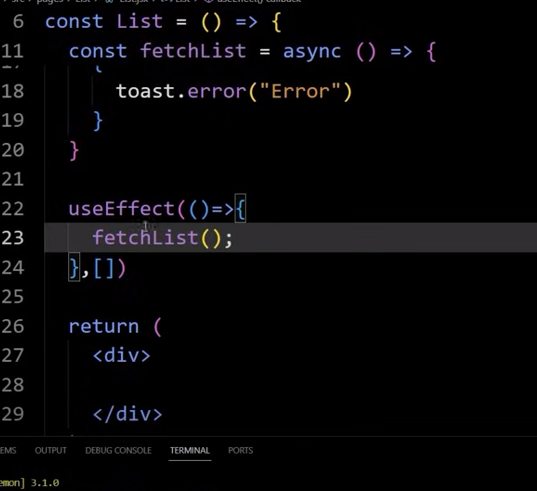 6 const List = () => {
11 const fetchList = async () => {
18 toast.error("Error")
19 }
20 }
21
22 useEffect(()=>{
23 fetchList();
24 },[])
25
26 return (
27 <div>
28
29 </div>
EMS OUTPUT DEBUG CONSOLE TERMINAL PORTS
emon] 3.1.0